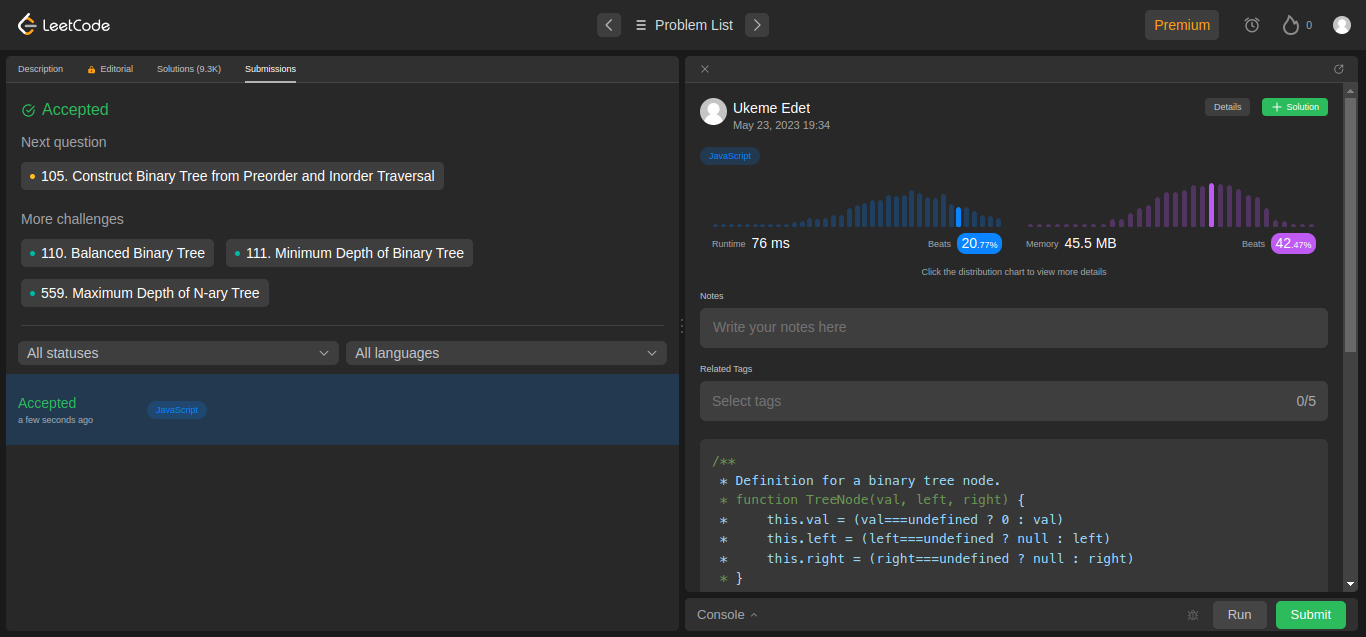 LeetCode
Problem List
Premium
0
Description
Editorial
Solutions (9.3K)
Submissions
Accepted
Next question
105. Construct Binary Tree from Preorder and Inorder Traversal
More challenges
110. Balanced Binary Tree
111. Minimum Depth of Binary Tree
559. Maximum Depth of N-ary Tree
All statuses
All languages
Accepted
a few seconds ago
JavaScript
Ukeme Edet
May 23, 2023 19:34
Details
+ Solution
JavaScript
Runtime 76 ms
Beats 20.77%
Memory 45.5 MB
Beats 42.47%
Click the distribution chart to view more details
Notes
Write your notes here
Related Tags
Select tags
0/5
/**
 * Definition for a binary tree node.
 * function TreeNode(val, left, right) {
 *     this.val = (val===undefined ? 0 : val)
 *     this.left = (left===undefined ? null : left)
 *     this.right = (right===undefined ? null : right)
 * }
Console
Run
Submit